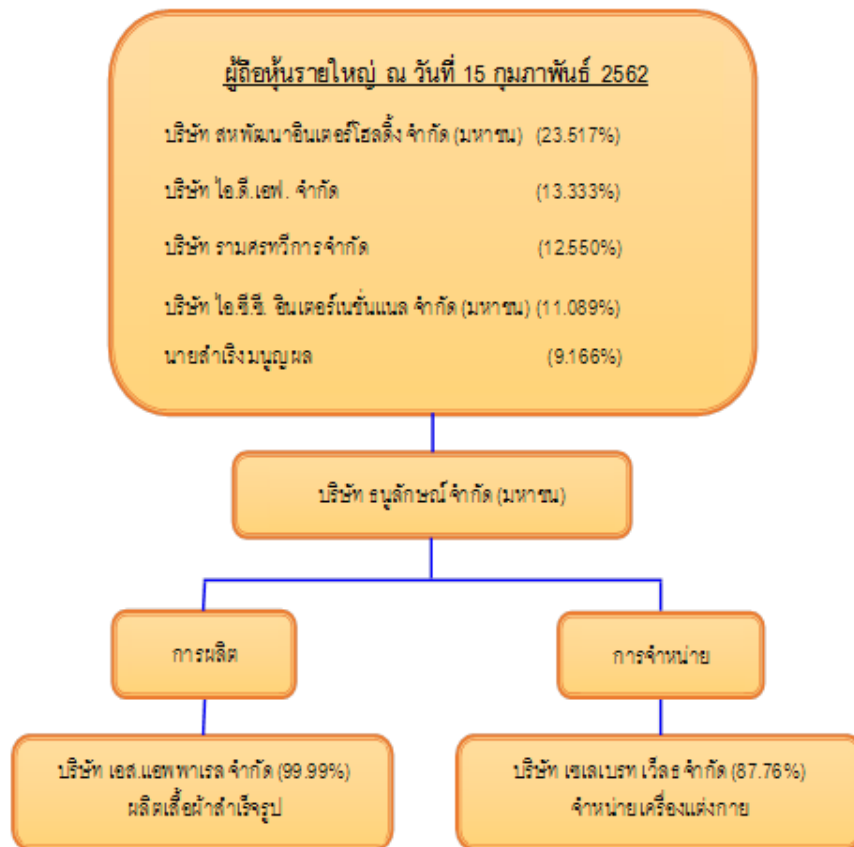 ผู้ถือหุ้นรายใหญ่ ณ วันที่ 15 กุมภาพันธ์ 2562
บริษัท สหพัฒนาอินเตอร์โฮลดิ้ง จำกัด (มหาชน) (23.517%)
บริษัท ไอ.ดี.เอฟ. จำกัด (13.333%)
บริษัท รามศรทวีการ จำกัด (12.550%)
บริษัท ไอ.ซี.ซี. อินเตอร์เนชั่นแนล จำกัด (มหาชน) (11.089%)
นายสำเริง มนูญผล (9.166%)
บริษัท ธนูลักษณ์ จำกัด (มหาชน)
การผลิต
การจำหน่าย
บริษัท เอส.แอพพาเรล จำกัด (99.99%)
ผลิตเสื้อผ้าสำเร็จรูป
บริษัท เซเลเบรท เว็ลธ จำกัด (87.76%)
จำหน่ายเครื่องแต่งกาย